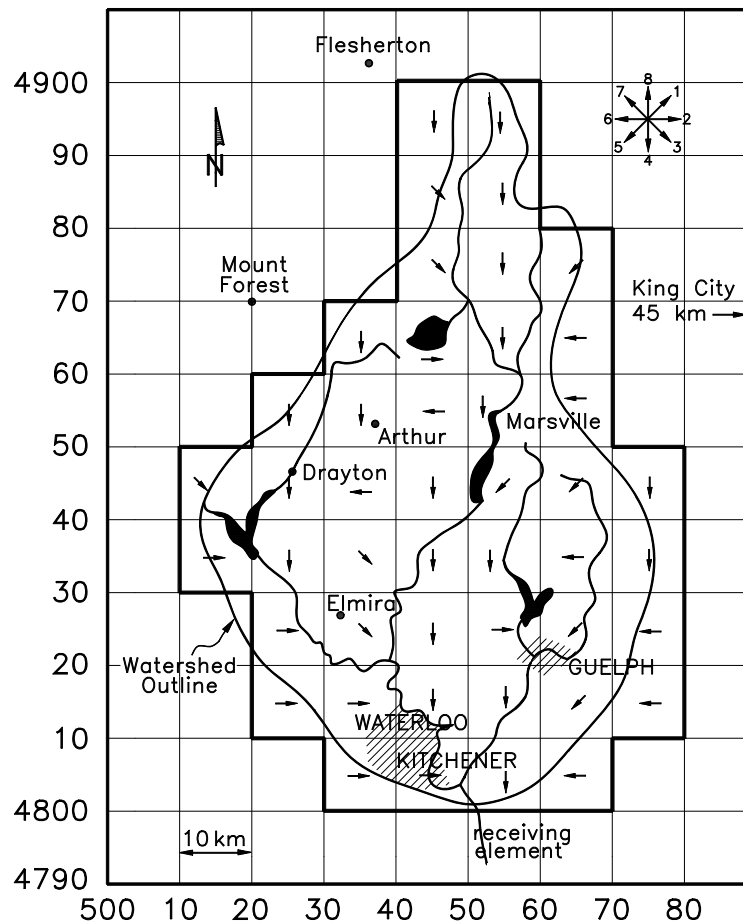 Flesherton
4900
8
7
1
6
2
5
3
4
N
90
80
Mount
Forest
King City
45 km
70
60
Marsville
Arthur
50
Drayton
40
30
Elmira
20
Watershed
Outline
GUELPH
WATERLOO
10
KITCHENER
4800
10 km
receiving
element
4790
500 10 20 30 40 50 60 70 80